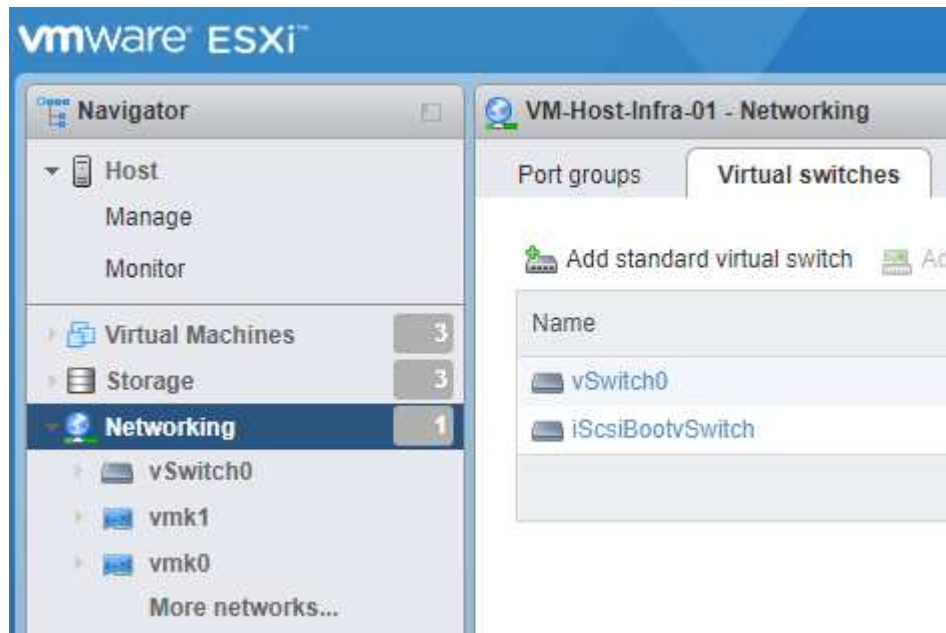 vmware® ESXi™
Navigator
Host
Manage
Monitor
Virtual Machines 3
Storage 3
Networking 1
vSwitch0
vmk1
vmk0
More networks...
VM-Host-Infra-01 - Networking
Port groups Virtual switches
Add standard virtual switch
Name
vSwitch0
iScsiBootvSwitch